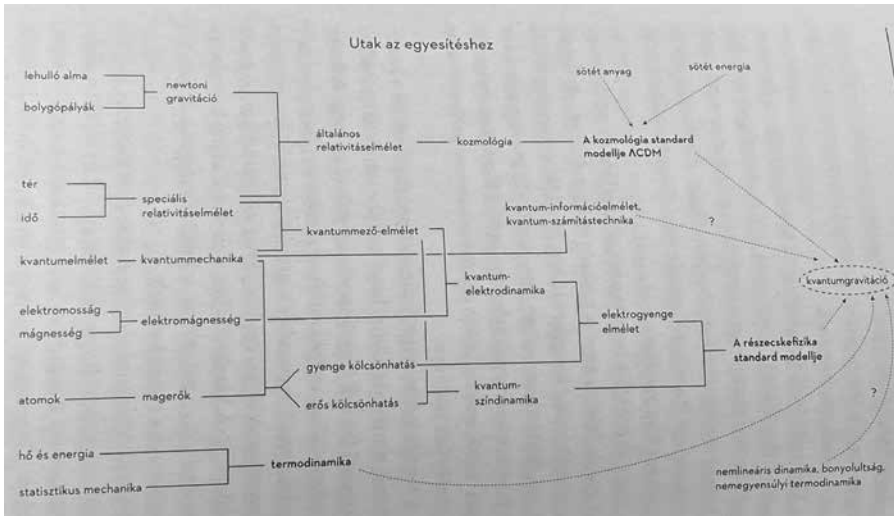 Utak az egyesítéshez
lehulló alma
bolygópályák
newtoni
gravitáció
általános
relativitáselmélet
kozmológia
sötét anyag
sötét energia
A kozmológia standard
modellje ΛCDM
tér
idő
speciális
relativitáselmélet
kvantummező-elmélet
kvantum-információelmélet,
kvantum-számítástechnika
?
kvantumelmélet
kvantummechanika
kvantum-
elektrodinamika
kvantumgravitáció
elektromosság
mágnesség
elektromágnesség
elektrogyenge
elmélet
A részecskefizika
standard modellje
gyenge kölcsönhatás
erős kölcsönhatás
atomok
magerők
kvantum-
színdinamika
?
hő és energia
statisztikus mechanika
termodinamika
nemlineáris dinamika, bonyolultság,
nemegyensúlyi termodinamika